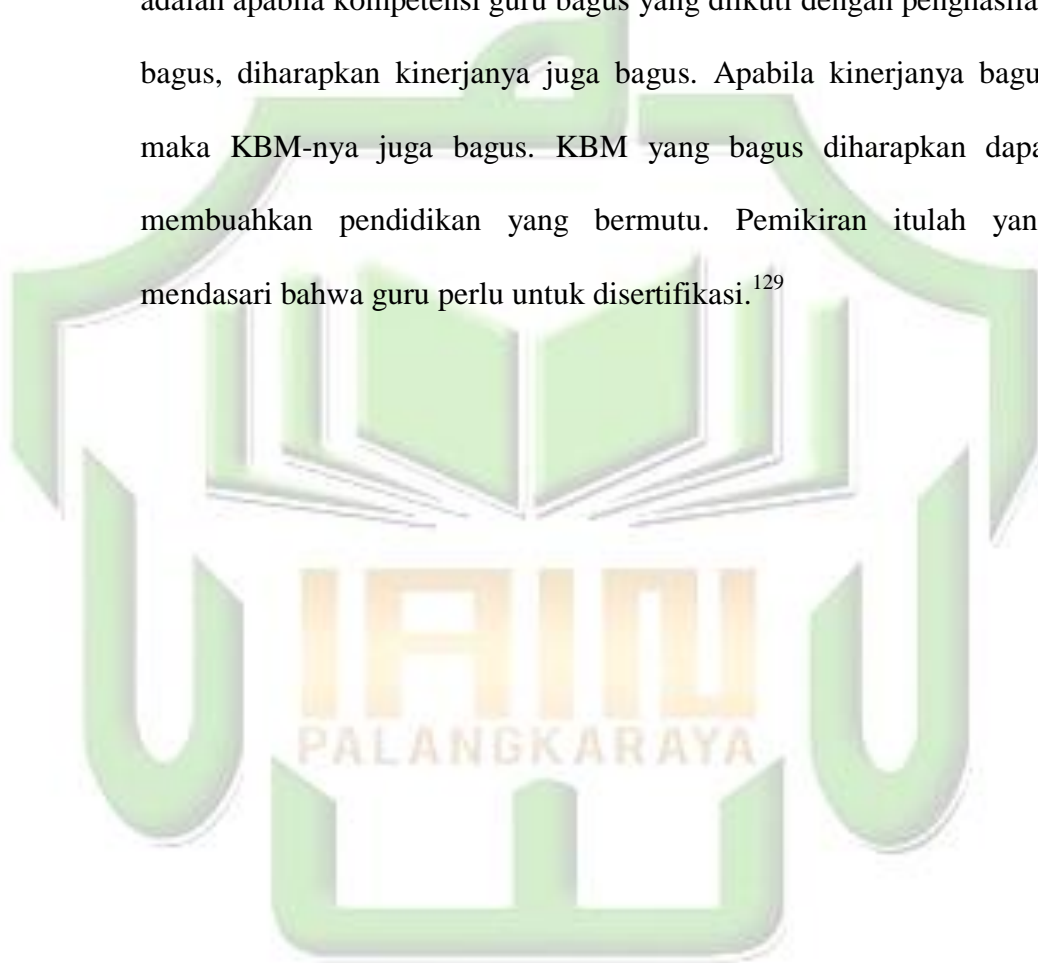 adalah apabila kompetensi guru bagus yang diikuti dengan penghasila
bagus, diharapkan kinerjanya juga bagus. Apabila kinerjanya bagu
maka KBM-nya juga bagus. KBM yang bagus diharapkan dapa
membuahkan pendidikan yang bermutu. Pemikiran itulah yan
mendasari bahwa guru perlu untuk disertifikasi.129
IAIN
PALANGKARAYA